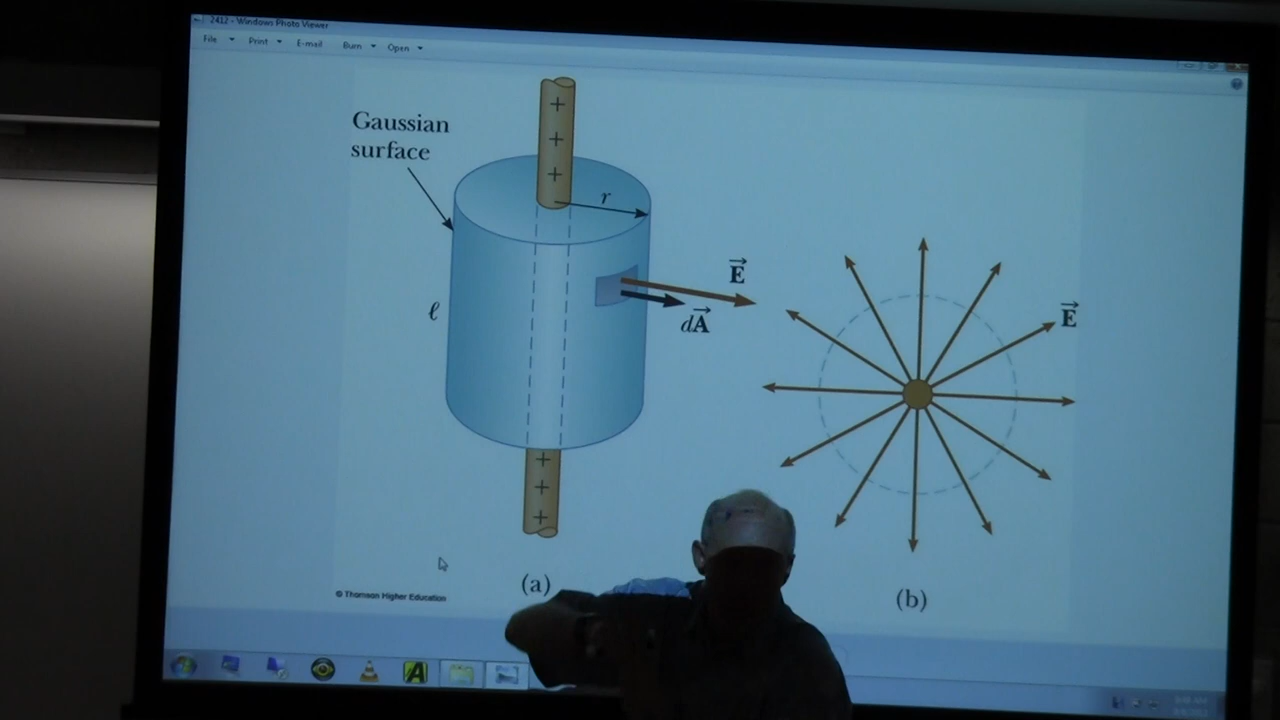 2412 - Windows Photo Viewer
File Print E-mail Burn Open
Gaussian
surface
+
+
+
r
ℓ
E⃗
dA⃗
E⃗
+
+
+
(a)
(b)
© Thomson Higher Education
A